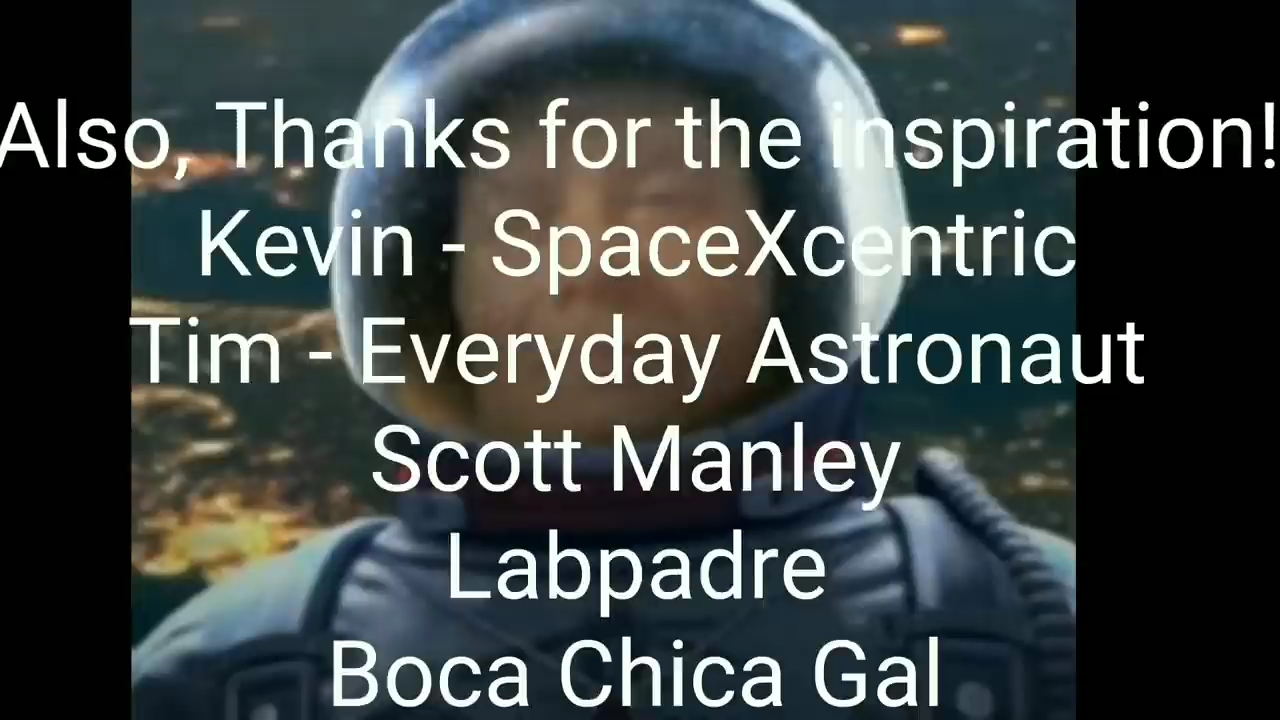 Also, Thanks for the inspiration!
Kevin - SpaceXcentric
Tim - Everyday Astronaut
Scott Manley
Labpadre
Boca Chica Gal